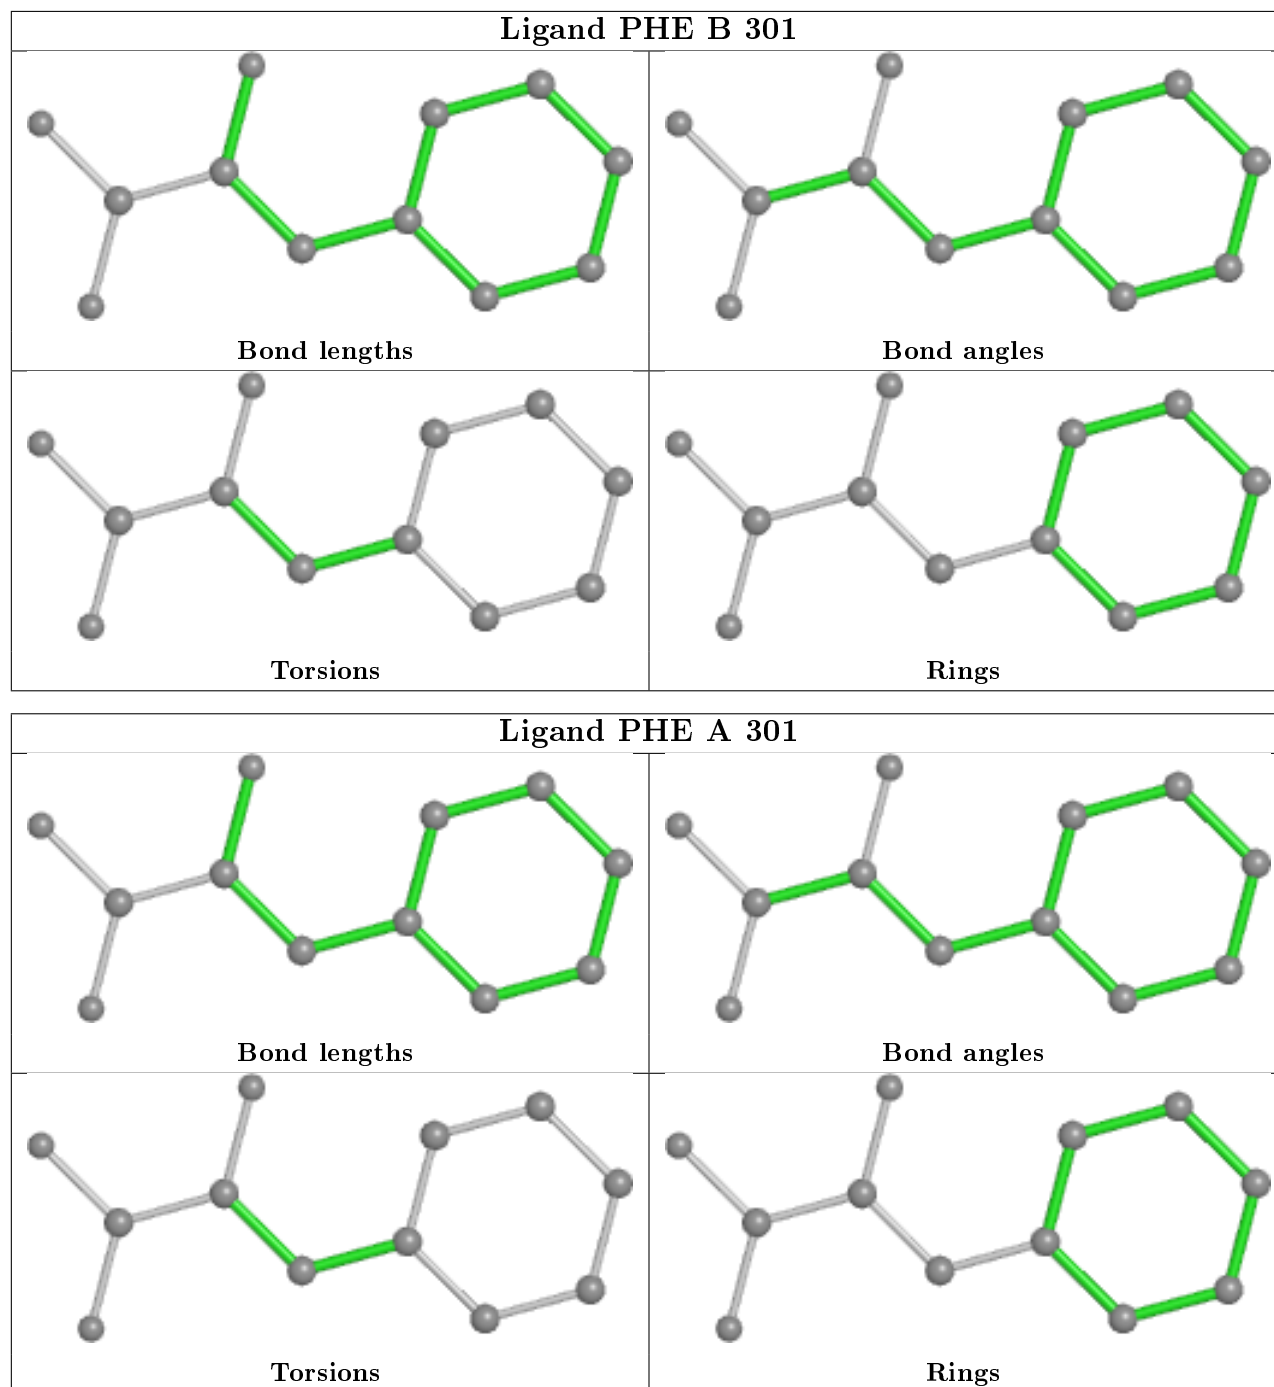 Ligand PHE B 301
Bond lengths
Bond angles
Torsions
Rings
Ligand PHE A 301
Bond lengths
Bond angles
Torsions
Rings